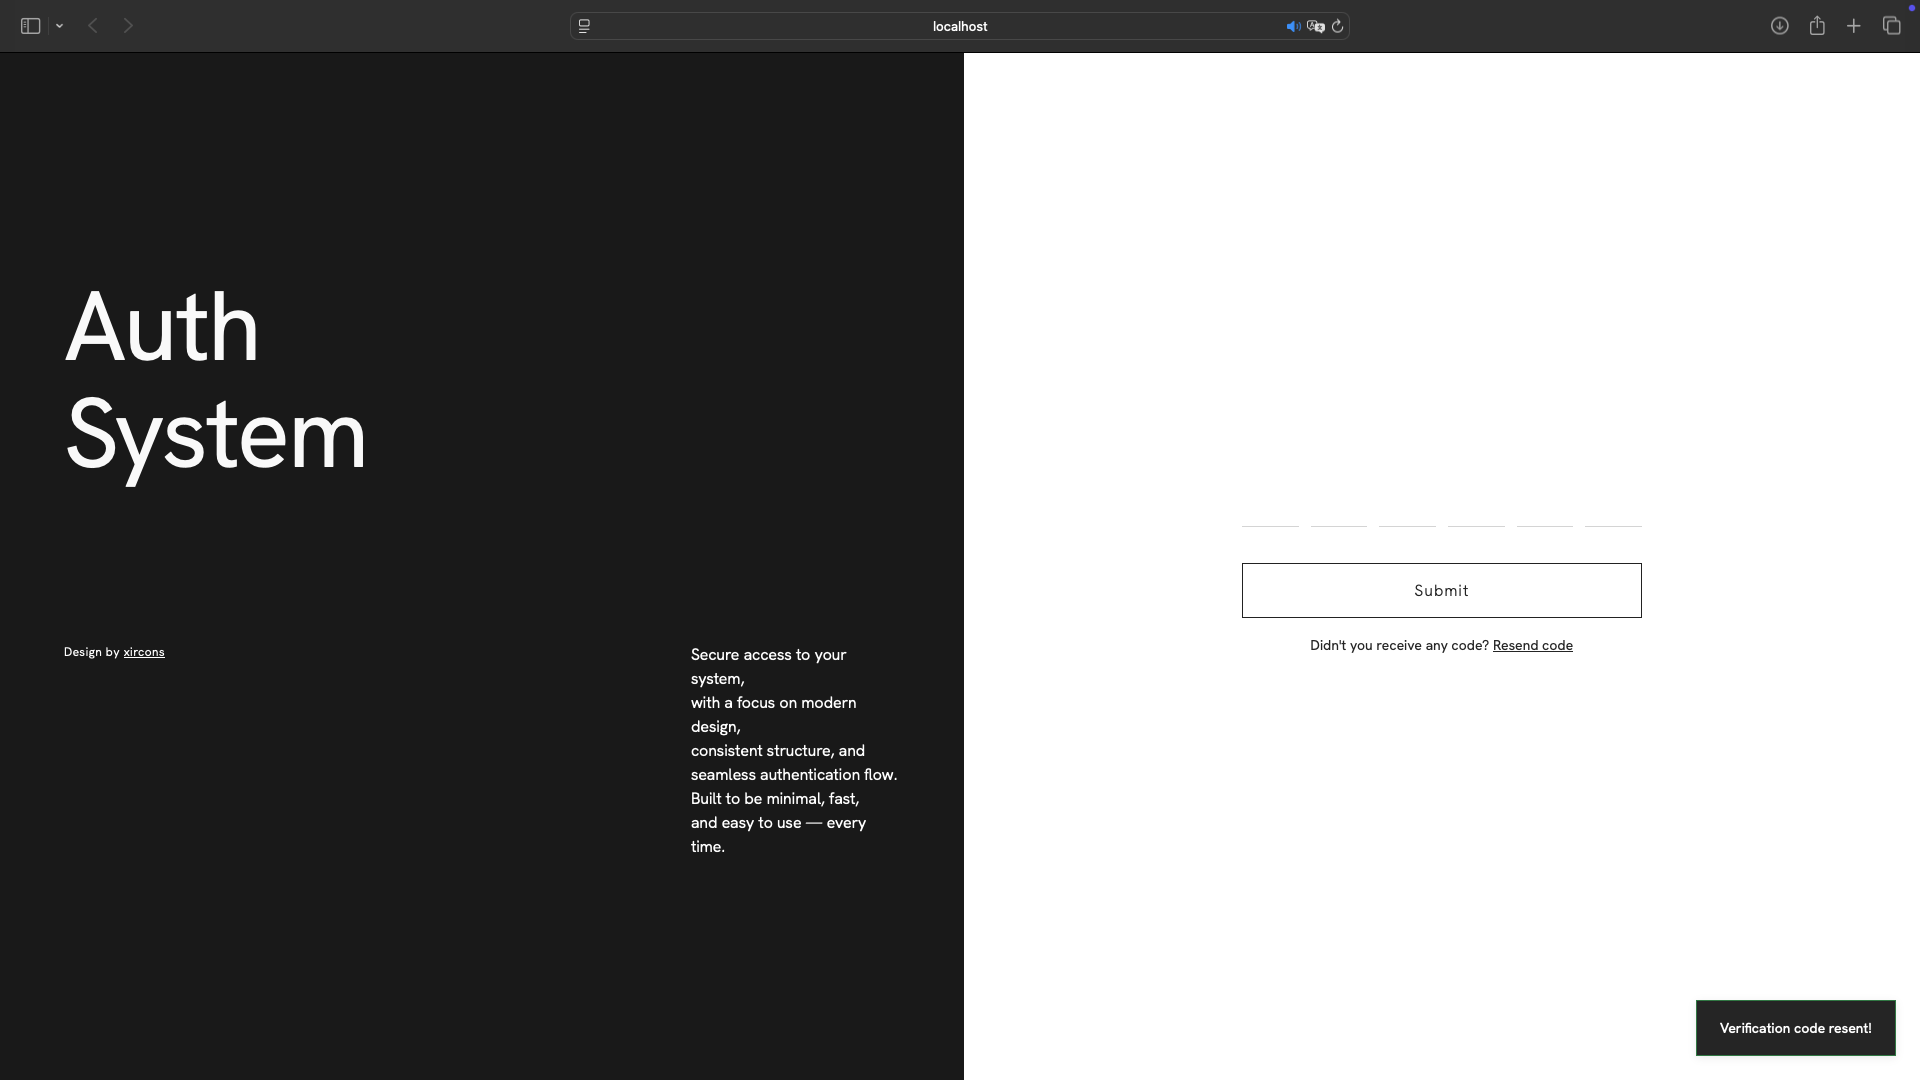 localhost
Auth
System
Design by xircons
Secure access to your
system,
with a focus on modern
design,
consistent structure, and
seamless authentication flow.
Built to be minimal, fast,
and easy to use — every
time.
Submit
Didn't you receive any code? Resend code
Verification code resent!